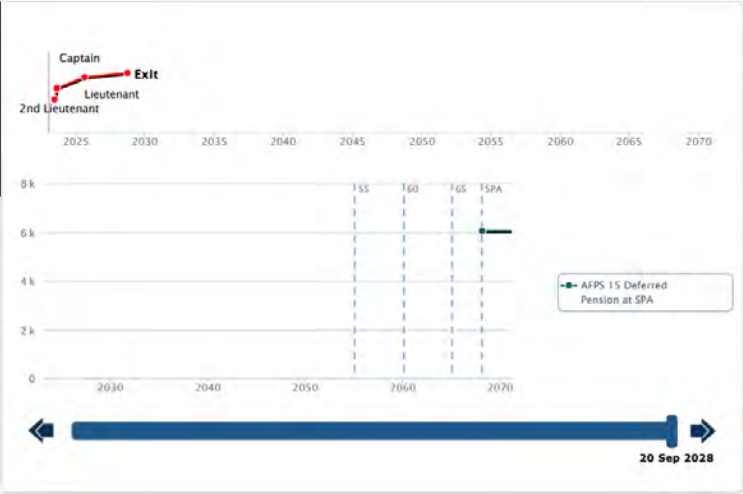 Captain
Exit
Lieutenant
2nd Lieutenant
2025 2030 2035 2040 2045 2050 2055 2060 2065 2070
8 k
55 60 65 SPA
6 k
4 k
AFPS 15 Deferred
Pension at SPA
2 k
0
2030 2040 2050 2060 2070
20 Sep 2028